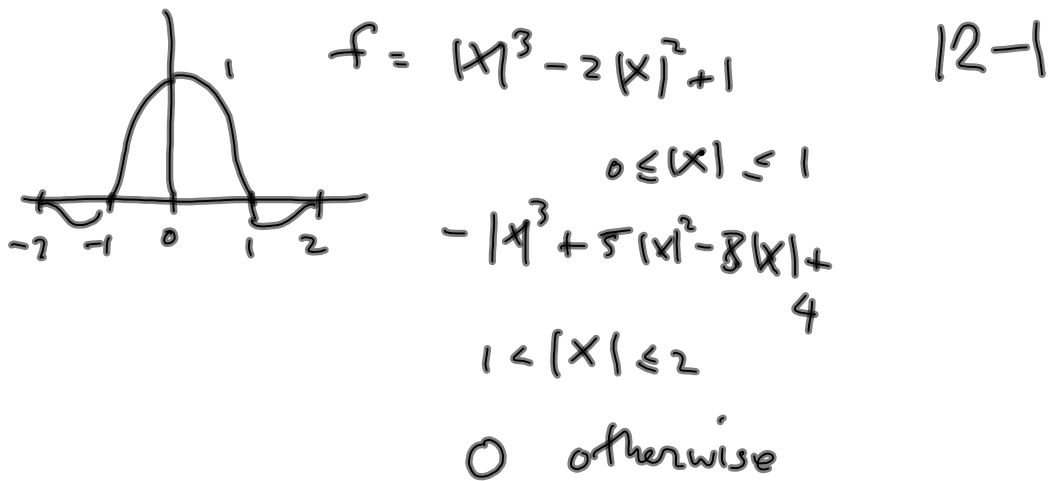 12-1
1
f = |x|³ - 2|x|² + 1
0 ≤ |x| ≤ 1
- |x|³ + 5|x|² - 8|x| +
4
-2 -1 0 1 2
1 < |x| ≤ 2
0 otherwise